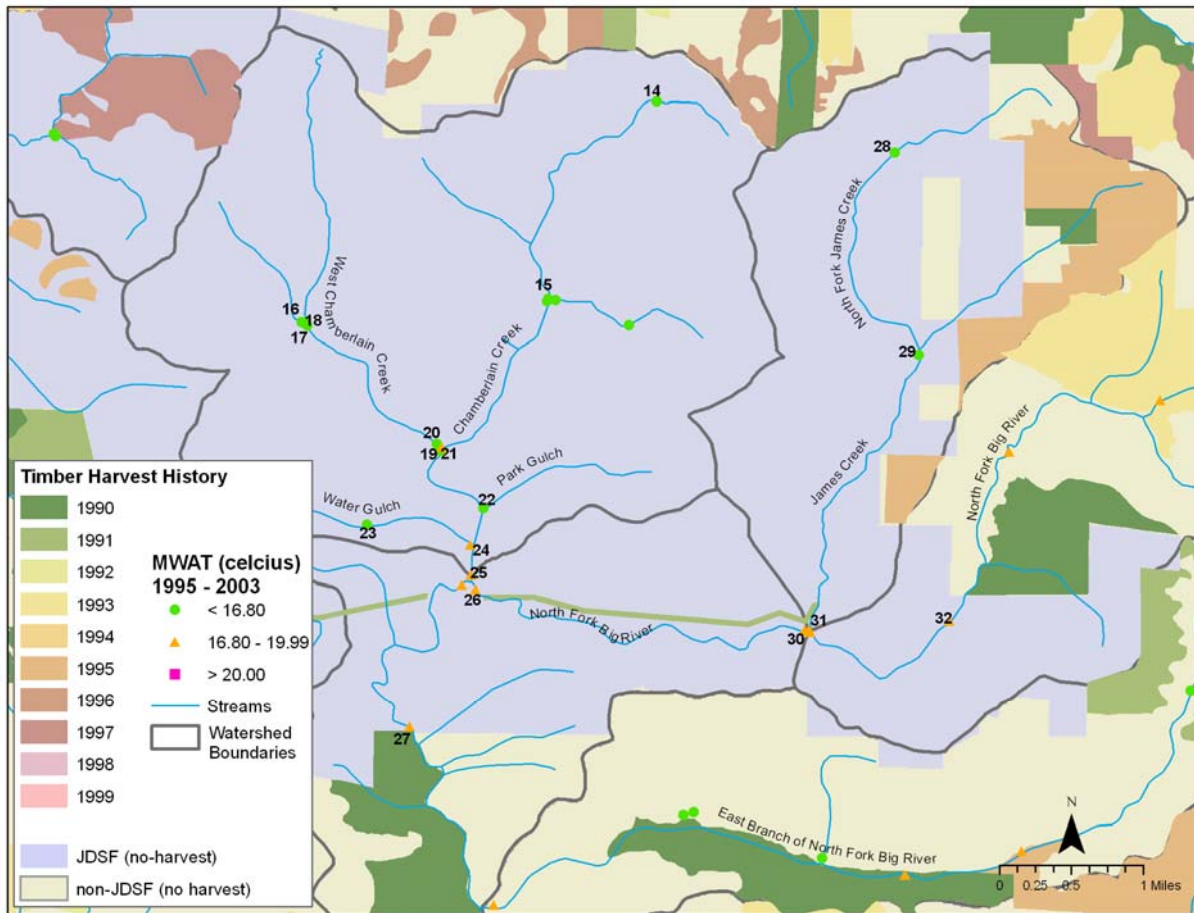 14
28
West Chamberlain Creek
North Fork James Creek
15
16
18
17
Chamberlain Creek
29
20
19
21
North Fork Big River
James Creek
Park Gulch
Water Gulch
22
23
24
25
26
North Fork BigRiver
31
30
32
27
East Branch of North Fork Big River
Timber Harvest History
1990
1991
1992
1993
1994
1995
1996
1997
1998
1999
JDSF (no-harvest)
non-JDSF (no harvest)
MWAT (celcius)
1995 - 2003
< 16.80
16.80 - 19.99
> 20.00
Streams
Watershed
Boundaries
N
0 0.25 0.5 1 Miles